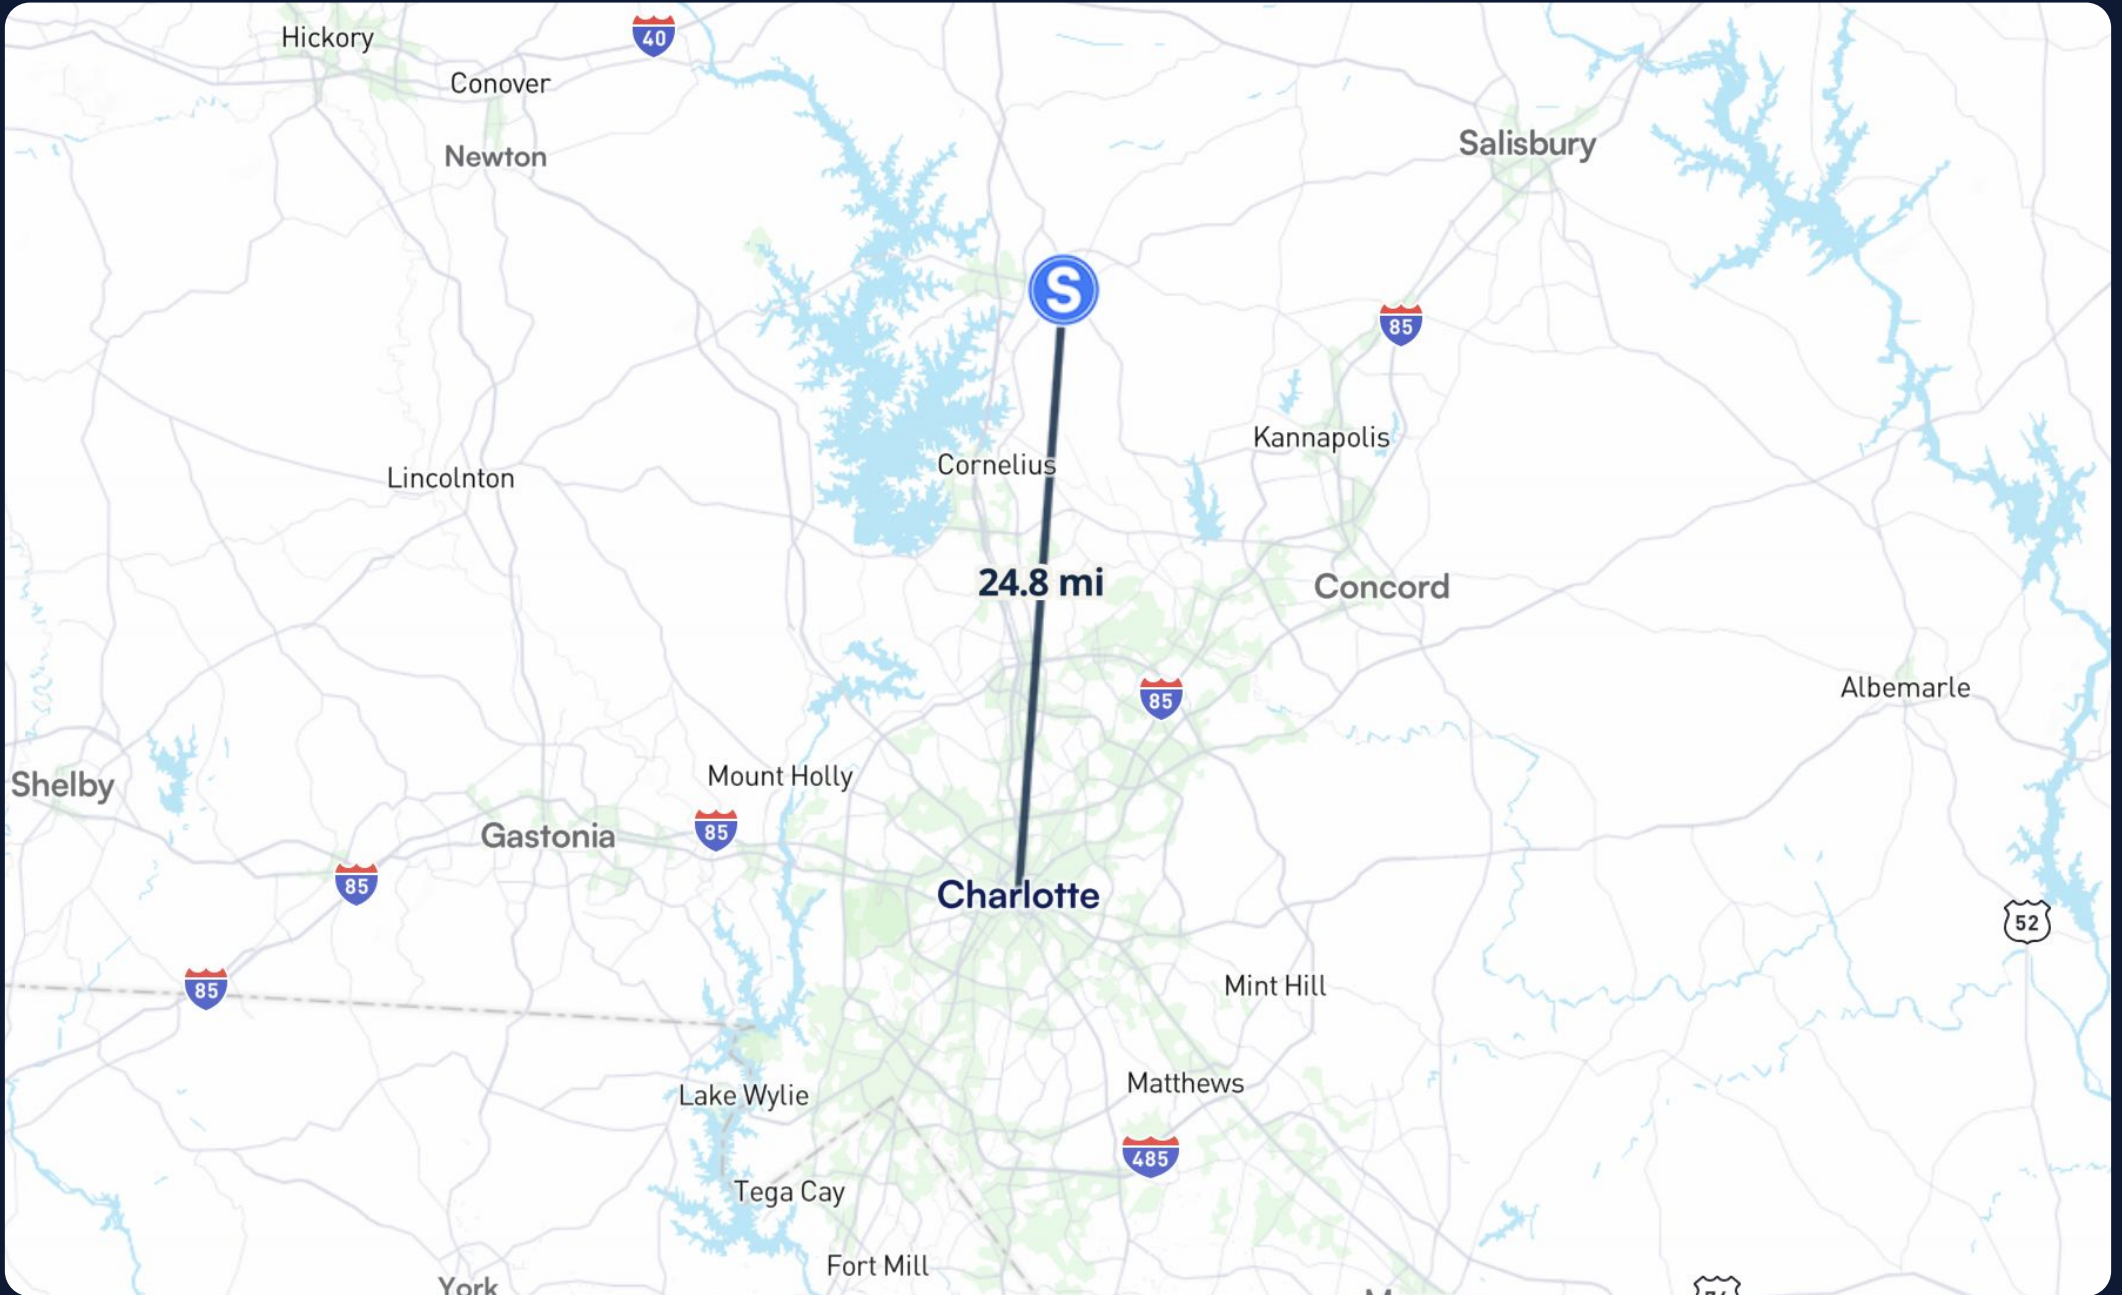 Hickory
40
Conover
Newton
Salisbury
S
85
Kannapolis
Cornelius
Lincolnton
24.8 mi
Concord
85
Albemarle
Shelby
Mount Holly
85
Gastonia
85
Charlotte
52
85
Mint Hill
Matthews
Lake Wylie
485
Tega Cay
Fort Mill
York